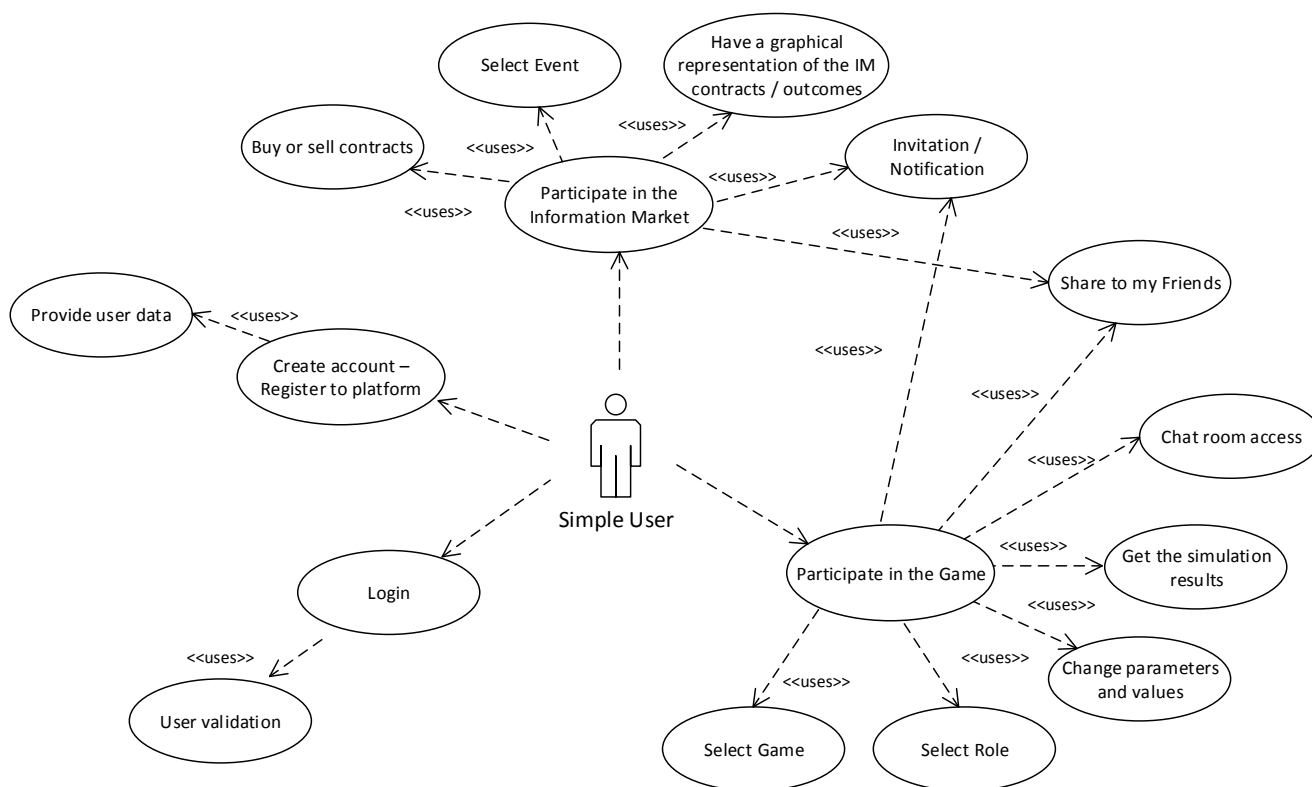 Have a graphical
representation of the IM
contracts / outcomes
Select Event
<<uses>>
Buy or sell contracts
<<uses>>
Invitation /
Notification
<<uses>>
Participate in the
Information Market
<<uses>>
<<uses>>
Share to my Friends
Provide user data
<<uses>>
<<uses>>
Create account –
Register to platform
<<uses>>
Chat room access
<<uses>>
Simple User
<<uses>>
Get the simulation
results
Participate in the Game
Login
<<uses>>
<<uses>>
<<uses>>
Change parameters
and values
<<uses>>
User validation
Select Game
Select Role